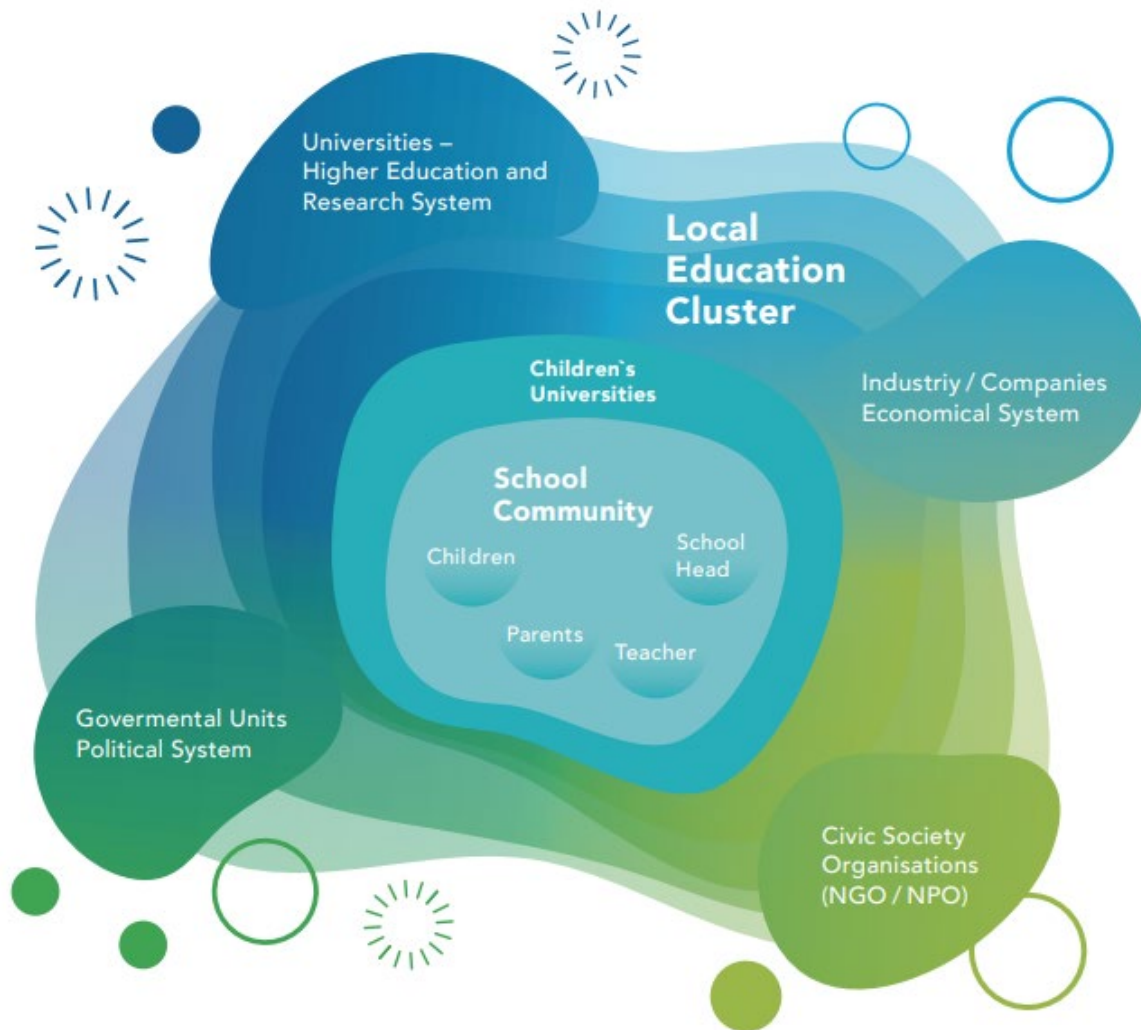 Universities –
Higher Education and
Research System
Local
Education
Cluster
Children`s
Universities
Industriy / Companies
Economical System
School
Community
Children
School
Head
Parents
Teacher
Govermental Units
Political System
Civic Society
Organisations
(NGO / NPO)